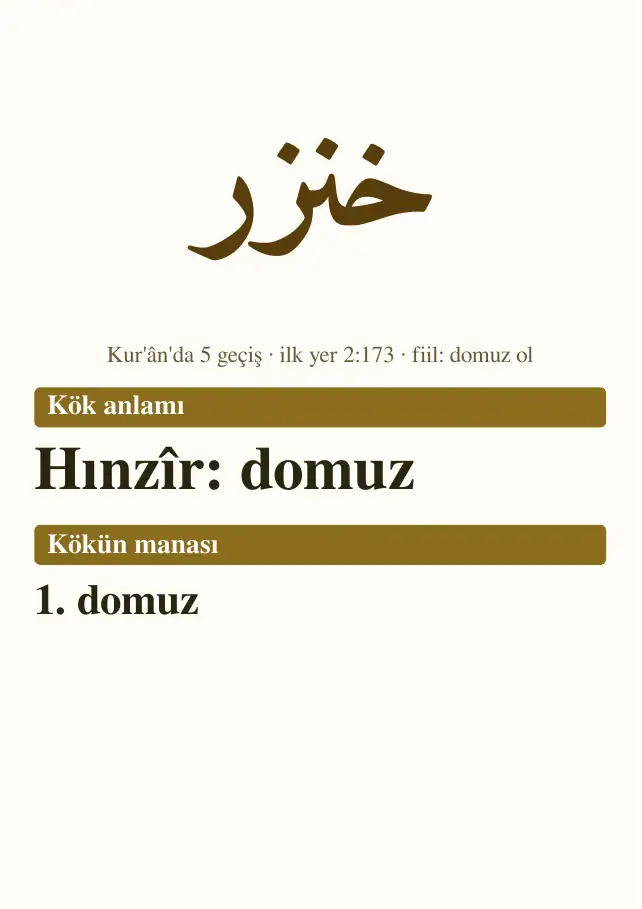 خنزر
Kur'ân'da 5 geçiş · ilk yer 2:173 · fiil: domuz ol
Kök anlamı
Hınzîr: domuz
Kökün manası
1. domuz